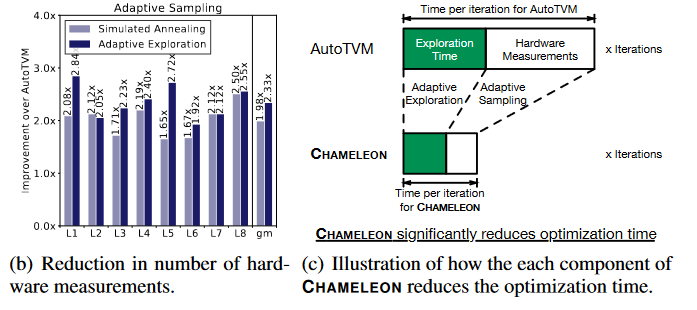 Adaptive Sampling
4.0x
3.0x
2.0x
1.0x
0.0x
Improvement over AutoTVM
Simulated Annealing
Adaptive Exploration
2.08x
2.84
2.12x
2.05x
1.71x
2.23x
2.19x
2.40x
1.65x
2.72x
1.67x
1.92x
2.12x
2.12x
2.50x
2.55x
1.98x
2.33x
L1 L2 L3 L4 L5 L6 L7 L8 gm
(b) Reduction in number of hard-
ware measurements.
Time per iteration for AutoTVM
AutoTVM
Exploration
Time
Hardware
Measurements
x Iterations
Adaptive
Exploration
Adaptive
Sampling
CHAMELEON
x Iterations
Time per iteration
for CHAMELEON
CHAMELEON significantly reduces optimization time
(c) Illustration of how the each component of
CHAMELEON reduces the optimization time.